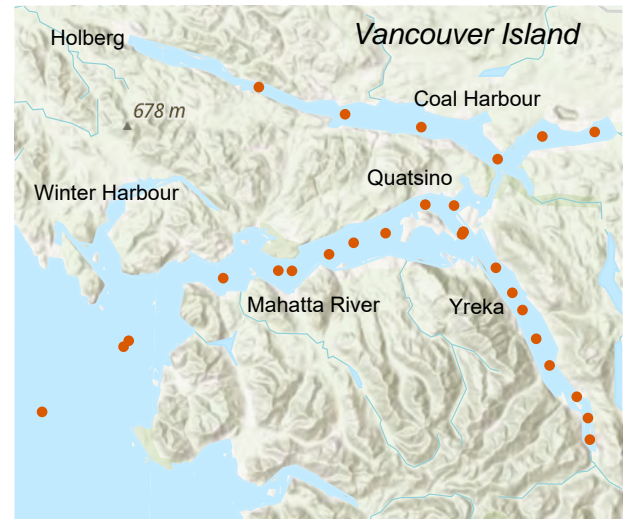 Vancouver Island
Holberg
Coal Harbour
678 m
Quatsino
Winter Harbour
Mahatta River
Yreka